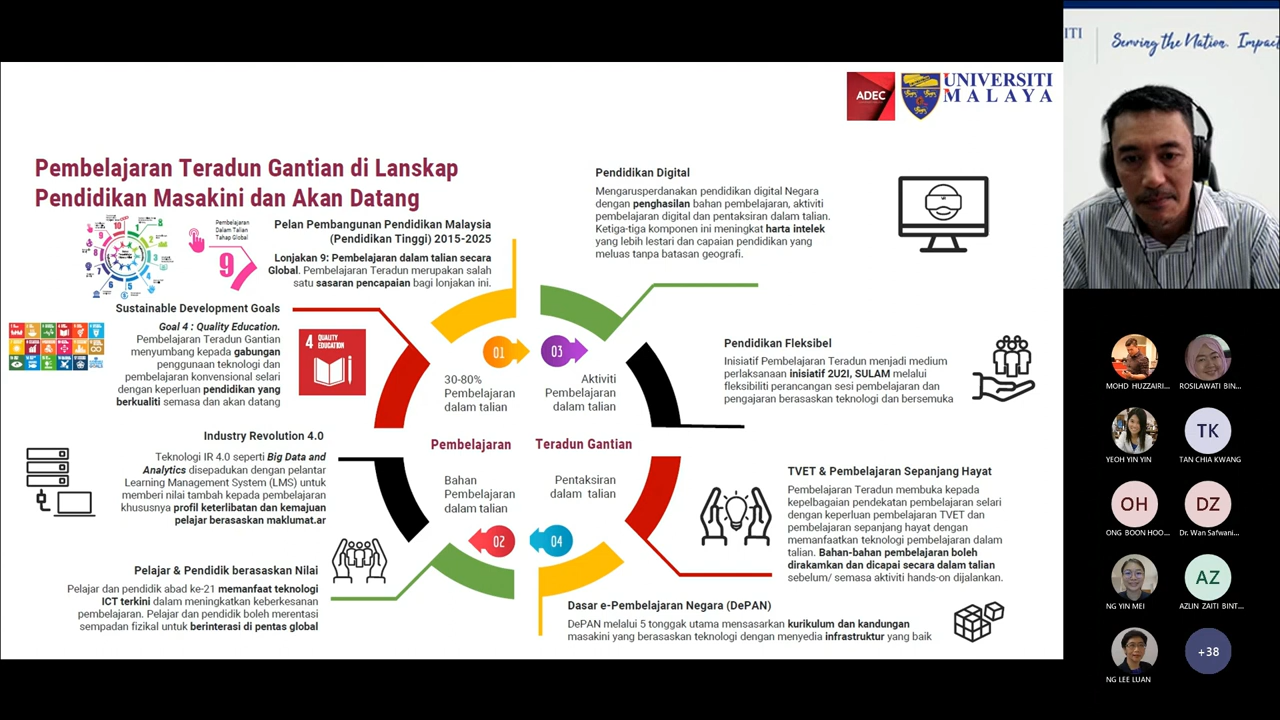 ITI
Serving the Nation. Impact
ADEC
UNIVERSITI
MALAYA
Pembelajaran Teradun Gantian di Lanskap
Pendidikan Masakini dan Akan Datang
Pembelajaran
Dalam Talian
Tahap Global
9
Pelan Pembangunan Pendidikan Malaysia
(Pendidikan Tinggi) 2015-2025
Lonjakan 9: Pembelajaran dalam talian secara
Global. Pembelajaran Teradun merupakan salah
satu sasaran pencapaian bagi lonjakan ini.
Sustainable Development Goals
Goal 4 : Quality Education.
Pembelajaran Teradun Gantian
menyumbang kepada gabungan
penggunaan teknologi dan
pembelajaran konvensional selari
dengan keperluan pendidikan yang
berkualiti semasa dan akan datang
4 QUALITY
EDUCATION
Industry Revolution 4.0
Teknologi IR 4.0 seperti Big Data and
Analytics disepadukan dengan pelantar
Learning Management System (LMS) untuk
memberi nilai tambah kepada pembelajaran
khususnya profil keterlibatan dan kemajuan
pelajar berasaskan maklumat.ar
Pelajar & Pendidik berasaskan Nilai
Pelajar dan pendidik abad ke-21 memanfaat teknologi
ICT terkini dalam meningkatkan keberkesanan
pembelajaran. Pelajar dan pendidik boleh merentasi
sempadan fizikal untuk berinterasi di pentas global
01
30-80%
Pembelajaran
dalam talian
03
Aktiviti
Pembelajaran
dalam talian
Pembelajaran Teradun Gantian
Bahan
Pembelajaran
dalam talian
02
Pentaksiran
dalam talian
04
Pendidikan Digital
Mengarusperdanakan pendidikan digital Negara
dengan penghasilan bahan pembelajaran, aktiviti
pembelajaran digital dan pentaksiran dalam talian.
Ketiga-tiga komponen ini meningkat harta intelek
yang lebih lestari dan capaian pendidikan yang
meluas tanpa batasan geografi.
Pendidikan Fleksibel
Inisiatif Pembelajaran Teradun menjadi medium
perlaksanaan inisiatif 2U2I, SULAM melalui
fleksibiliti perancangan sesi pembelajaran dan
pengajaran berasaskan teknologi dan bersemuka
TVET & Pembelajaran Sepanjang Hayat
Pembelajaran Teradun membuka kepada
kepelbagaian pendekatan pembelajaran selari
dengan keperluan pembelajaran TVET dan
pembelajaran sepanjang hayat dengan
memanfaatkan teknologi pembelajaran dalam
talian. Bahan-bahan pembelajaran boleh
dirakamkan dan dicapai secara dalam talian
sebelum/ semasa aktiviti hands-on dijalankan.
Dasar e-Pembelajaran Negara (DePAN)
DePAN melalui 5 tonggak utama mensasarkan kurikulum dan kandungan
masakini yang berasaskan teknologi dengan menyedia infrastruktur yang baik
MOHD HUZZAIRI...
ROSILAWATI BIN...
YEOH YIN YIN
TK
TAN CHIA KWANG
OH
ONG BOON HOO...
DZ
Dr. Wan Safwani...
NG YIN MEI
AZ
AZLIN ZAITI BINT...
NG LEE LUAN
+38